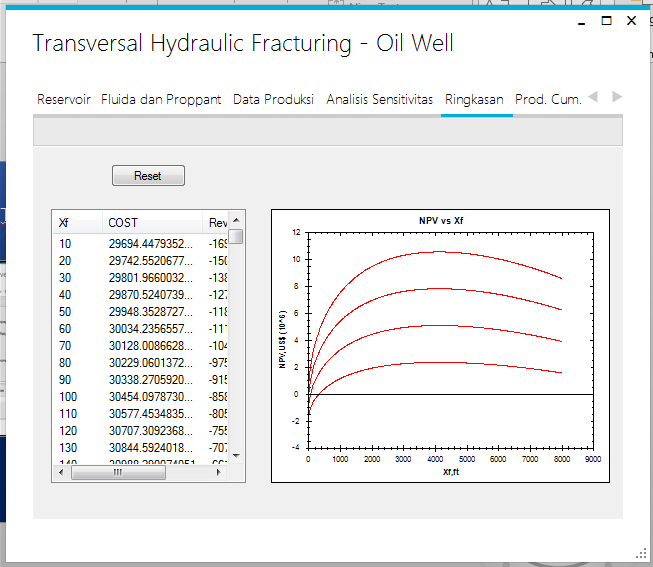 Transversal Hydraulic Fracturing - Oil Well
Reservoir Fluida dan Proppant Data Produksi Analisis Sensitivitas Ringkasan Prod. Cum.
Reset
Xf COST Rev
10 29694.4479352... -169
20 29742.5520677... -150
30 29801.9660032... -138
40 29870.5240739... -127
50 29948.3528727... -118
60 30034.2356557... -111
70 30128.0086628... -104
80 30229.0601372... -975
90 30338.2705920... -915
100 30454.0978730... -858
110 30577.4534835... -805
120 30707.3092368... -755
130 30844.5924018... -707
NPV vs Xf
NPV,US$ (10^6)
12
10
8
6
4
2
0
-2
-4
0 1000 2000 3000 4000 5000 6000 7000 8000 9000
Xf,ft